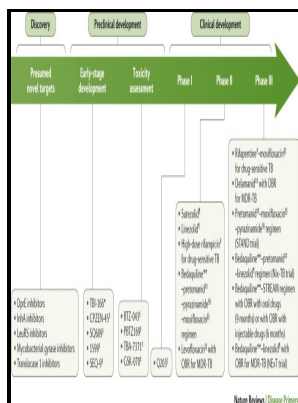 Discovery
Preclinical development
Clinical development
Presumed
novel targets
Early-stage
development
Toxicity
assessment
Phase I
Phase II
Phase III
• DprE inhibitors
• InhA inhibitors
• LeuRS inhibitors
• Mycobacterial gyrase inhibitors
• Translocase 1 inhibitors
• TBI-166
• CPZEN-45
• SQ609
• 1599
• SEQ-9
• BTZ-043
• PBTZ169
• TBA-7371
• GSK-070
• Q203
• Sutezolid
• Linezolid
• High-dose rifampicin
for drug-sensitive TB
• Bedaquiline**
–pretomanid
–pyrazinamide
–moxifloxacin
regimen
• Levofloxacin with
OBR for MDR-TB
• Rifapentine–moxifloxacin
for drug-sensitive TB
• Delamanid with OBR
for MDR-TB
• Pretomanid–moxifloxacin
–pyrazinamide regimen
(STAND trial)
• Bedaquiline**–pretomanid
–linezolid regimen (Nix-TB trial)
• Bedaquiline**–STREAM regimen
with OBR with oral drugs
(9 months) or with OBR with
injectable drugs (6 months)
• Bedaquiline**–linezolid with
OBR for MDR-TB (NExT trial)
Nature Reviews | Disease Primers